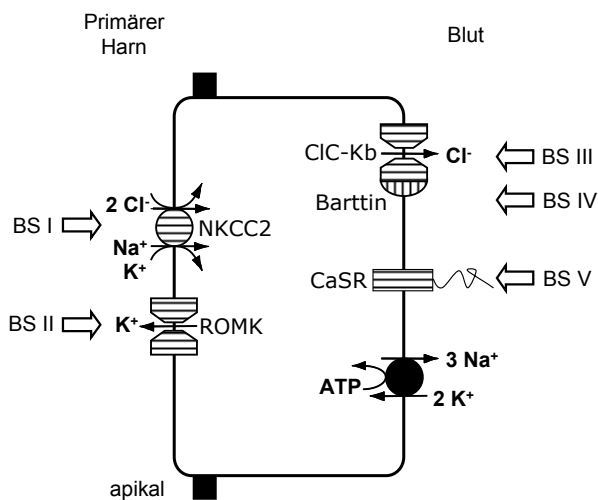 Primärer
Harn
Blut
ClC-Kb
Cl⁻
BS III
Barttin
BS IV
2 Cl⁻
NKCC2
BS I
Na⁺
K⁺
CaSR
BS V
BS II
K⁺
ROMK
3 Na⁺
ATP
2 K⁺
apikal